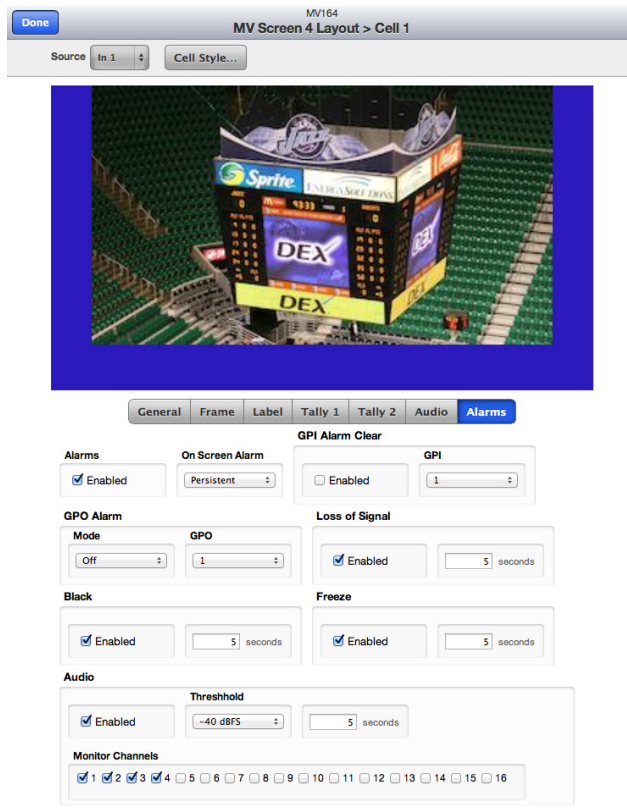 MV164
Done
MV Screen 4 Layout > Cell 1
Source In 1 Cell Style...
JAZZ
Sprite
ENERGYSOLUTIONS
Coca-Cola
DEX
DEX
DEX
DEX
General Frame Label Tally 1 Tally 2 Audio Alarms
GPI Alarm Clear
Alarms On Screen Alarm GPI
Enabled Persistent Enabled 1
GPO Alarm Loss of Signal
Mode GPO
Off 1 Enabled 5 seconds
Black Freeze
Enabled 5 seconds Enabled 5 seconds
Audio
Threshhold
Enabled -40 dBFS 5 seconds
Monitor Channels
1 2 3 4 5 6 7 8 9 10 11 12 13 14 15 16